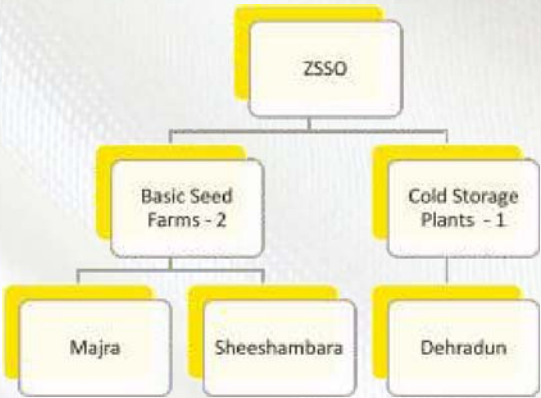 ZSSO
Basic Seed
Farms - 2
Cold Storage
Plants - 1
Majra
Sheeshambara
Dehradun